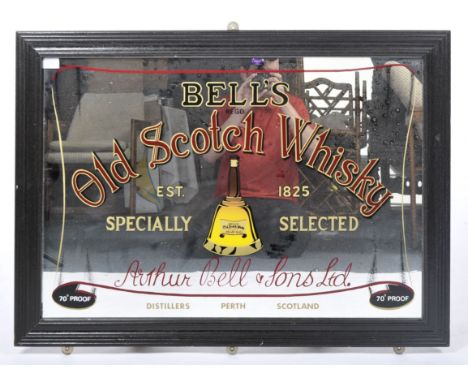 BELL'S
REGD
Old Scotch Whisky
EST. 1825
SPECIALLY SELECTED
Arthur Bell & Sons Ltd.
70° PROOF 70° PROOF
DISTILLERS PERTH SCOTLAND